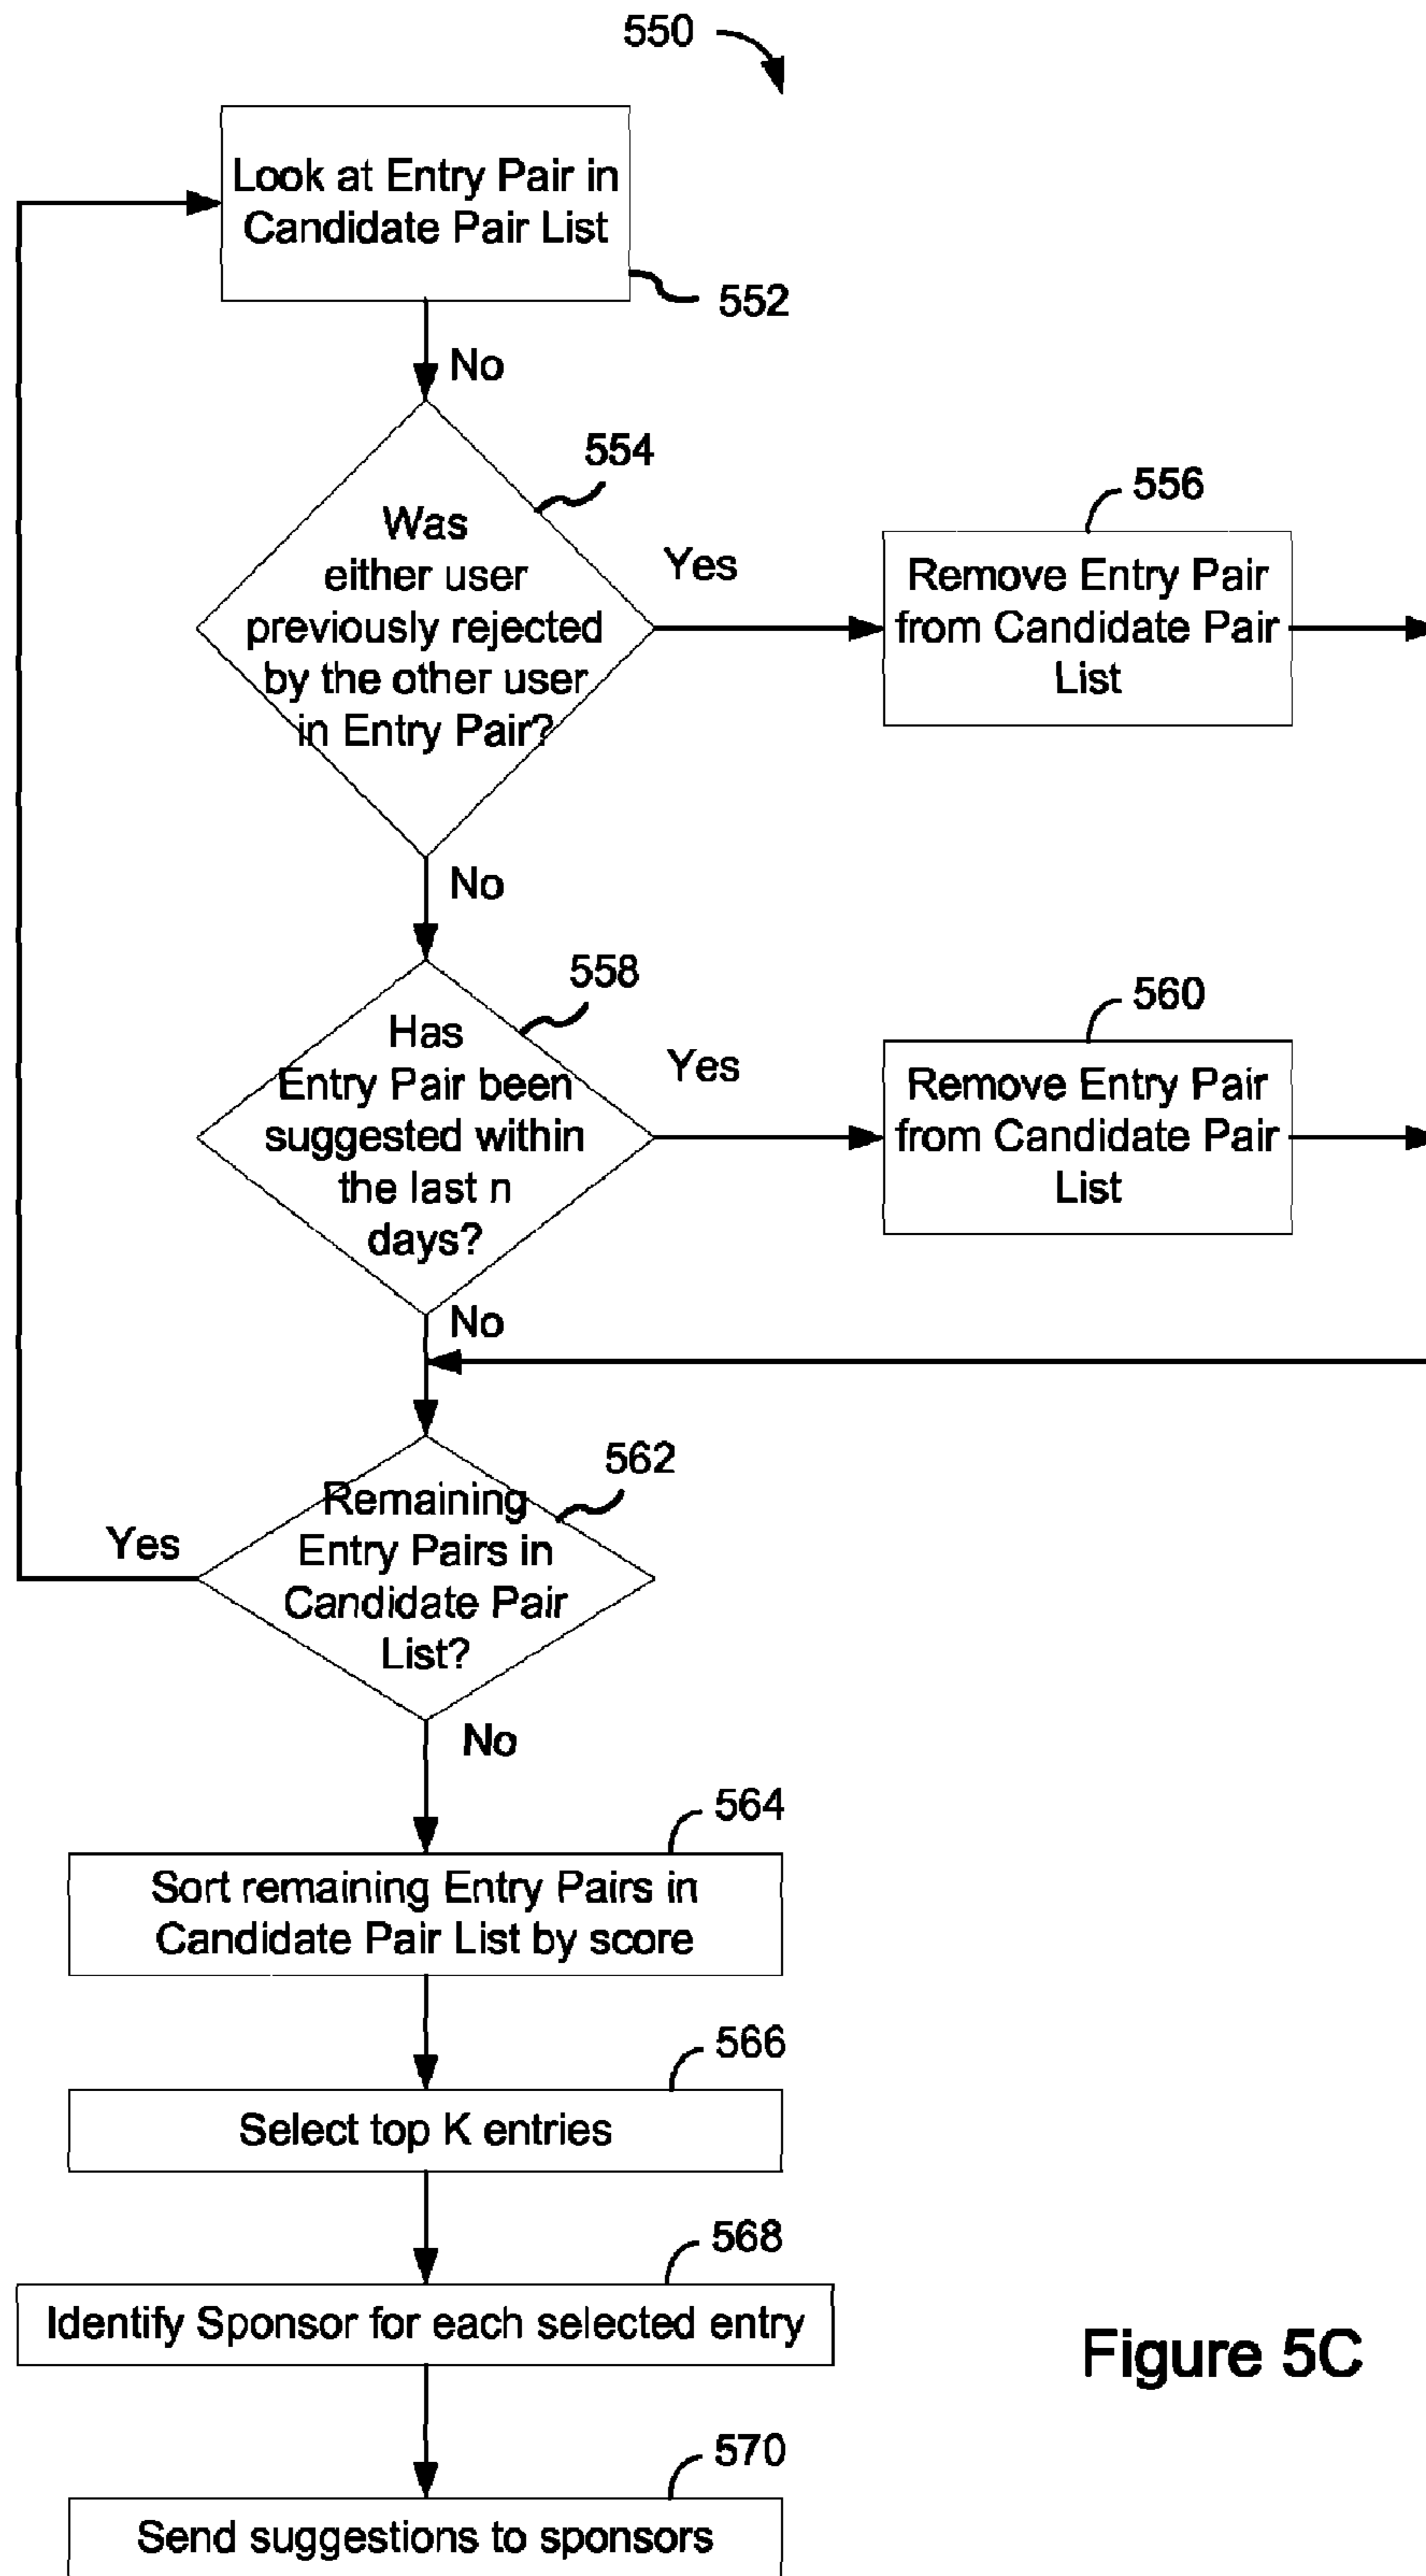 550
Look at Entry Pair in
Candidate Pair List
552
No
554
Was
either user
previously rejected
by the other user
in Entry Pair?
Yes
556
Remove Entry Pair
from Candidate Pair
List
No
558
Has
Entry Pair been
suggested within
the last n
days?
Yes
560
Remove Entry Pair
from Candidate Pair
List
No
562
Remaining
Entry Pairs in
Candidate Pair
List?
Yes
No
564
Sort remaining Entry Pairs in
Candidate Pair List by score
566
Select top K entries
568
Identify Sponsor for each selected entry
Figure 5C
570
Send suggestions to sponsors